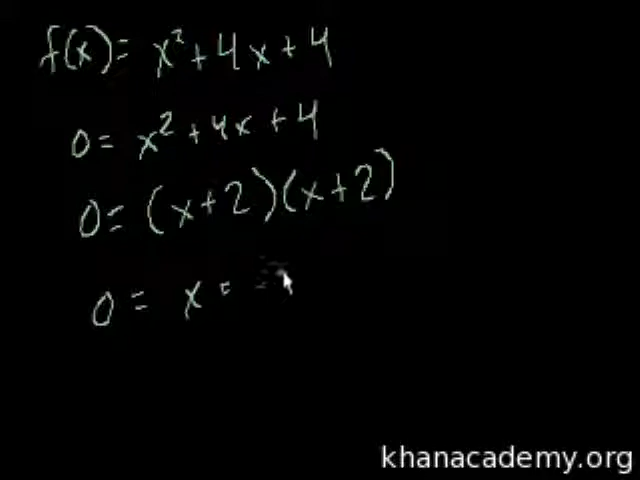 f(x) = x² + 4x + 4
0 = x² + 4x + 4
0 = (x+2)(x+2)
0 = x =
khanacademy.org